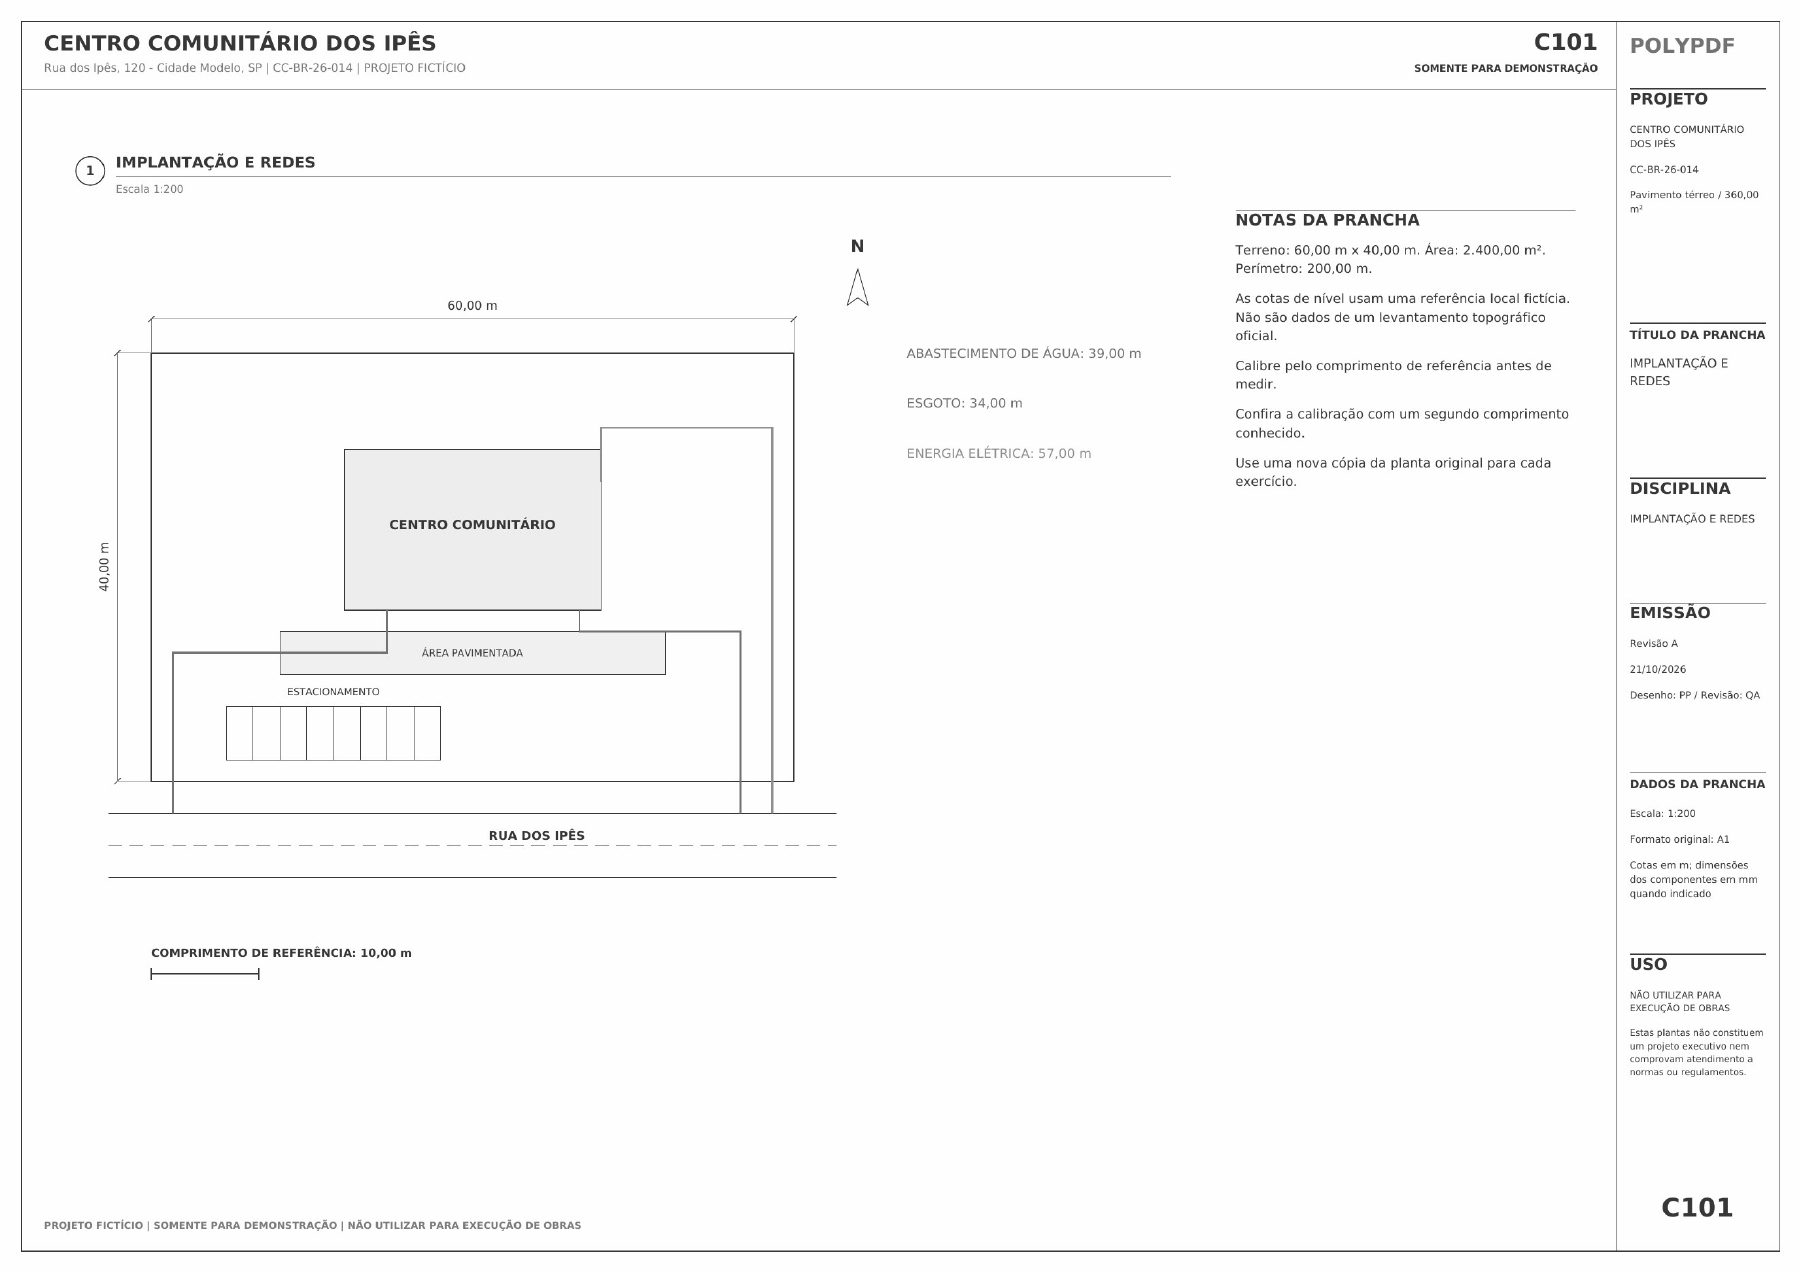 CENTRO COMUNITÁRIO DOS IPÊS
Rua dos Ipês, 120 - Cidade Modelo, SP | CC-BR-26-014 | PROJETO FICTÍCIO
C101
SOMENTE PARA DEMONSTRAÇÃO
1
IMPLANTAÇÃO E REDES
Escala 1:200
N
60,00 m
40,00 m
CENTRO COMUNITÁRIO
ÁREA PAVIMENTADA
ESTACIONAMENTO
RUA DOS IPÊS
COMPRIMENTO DE REFERÊNCIA: 10,00 m
ABASTECIMENTO DE ÁGUA: 39,00 m
ESGOTO: 34,00 m
ENERGIA ELÉTRICA: 57,00 m
NOTAS DA PRANCHA
Terreno: 60,00 m x 40,00 m. Área: 2.400,00 m².
Perímetro: 200,00 m.
As cotas de nível usam uma referência local fictícia.
Não são dados de um levantamento topográfico
oficial.
Calibre pelo comprimento de referência antes de
medir.
Confira a calibração com um segundo comprimento
conhecido.
Use uma nova cópia da planta original para cada
exercício.
POLYPDF
PROJETO
CENTRO COMUNITÁRIO
DOS IPÊS
CC-BR-26-014
Pavimento térreo / 360,00
m²
TÍTULO DA PRANCHA
IMPLANTAÇÃO E
REDES
DISCIPLINA
IMPLANTAÇÃO E REDES
EMISSÃO
Revisão A
21/10/2026
Desenho: PP / Revisão: QA
DADOS DA PRANCHA
Escala: 1:200
Formato original: A1
Cotas em m; dimensões
dos componentes em mm
quando indicado
USO
NÃO UTILIZAR PARA
EXECUÇÃO DE OBRAS
Estas plantas não constituem
um projeto executivo nem
comprovam atendimento a
normas ou regulamentos.
C101
PROJETO FICTÍCIO | SOMENTE PARA DEMONSTRAÇÃO | NÃO UTILIZAR PARA EXECUÇÃO DE OBRAS